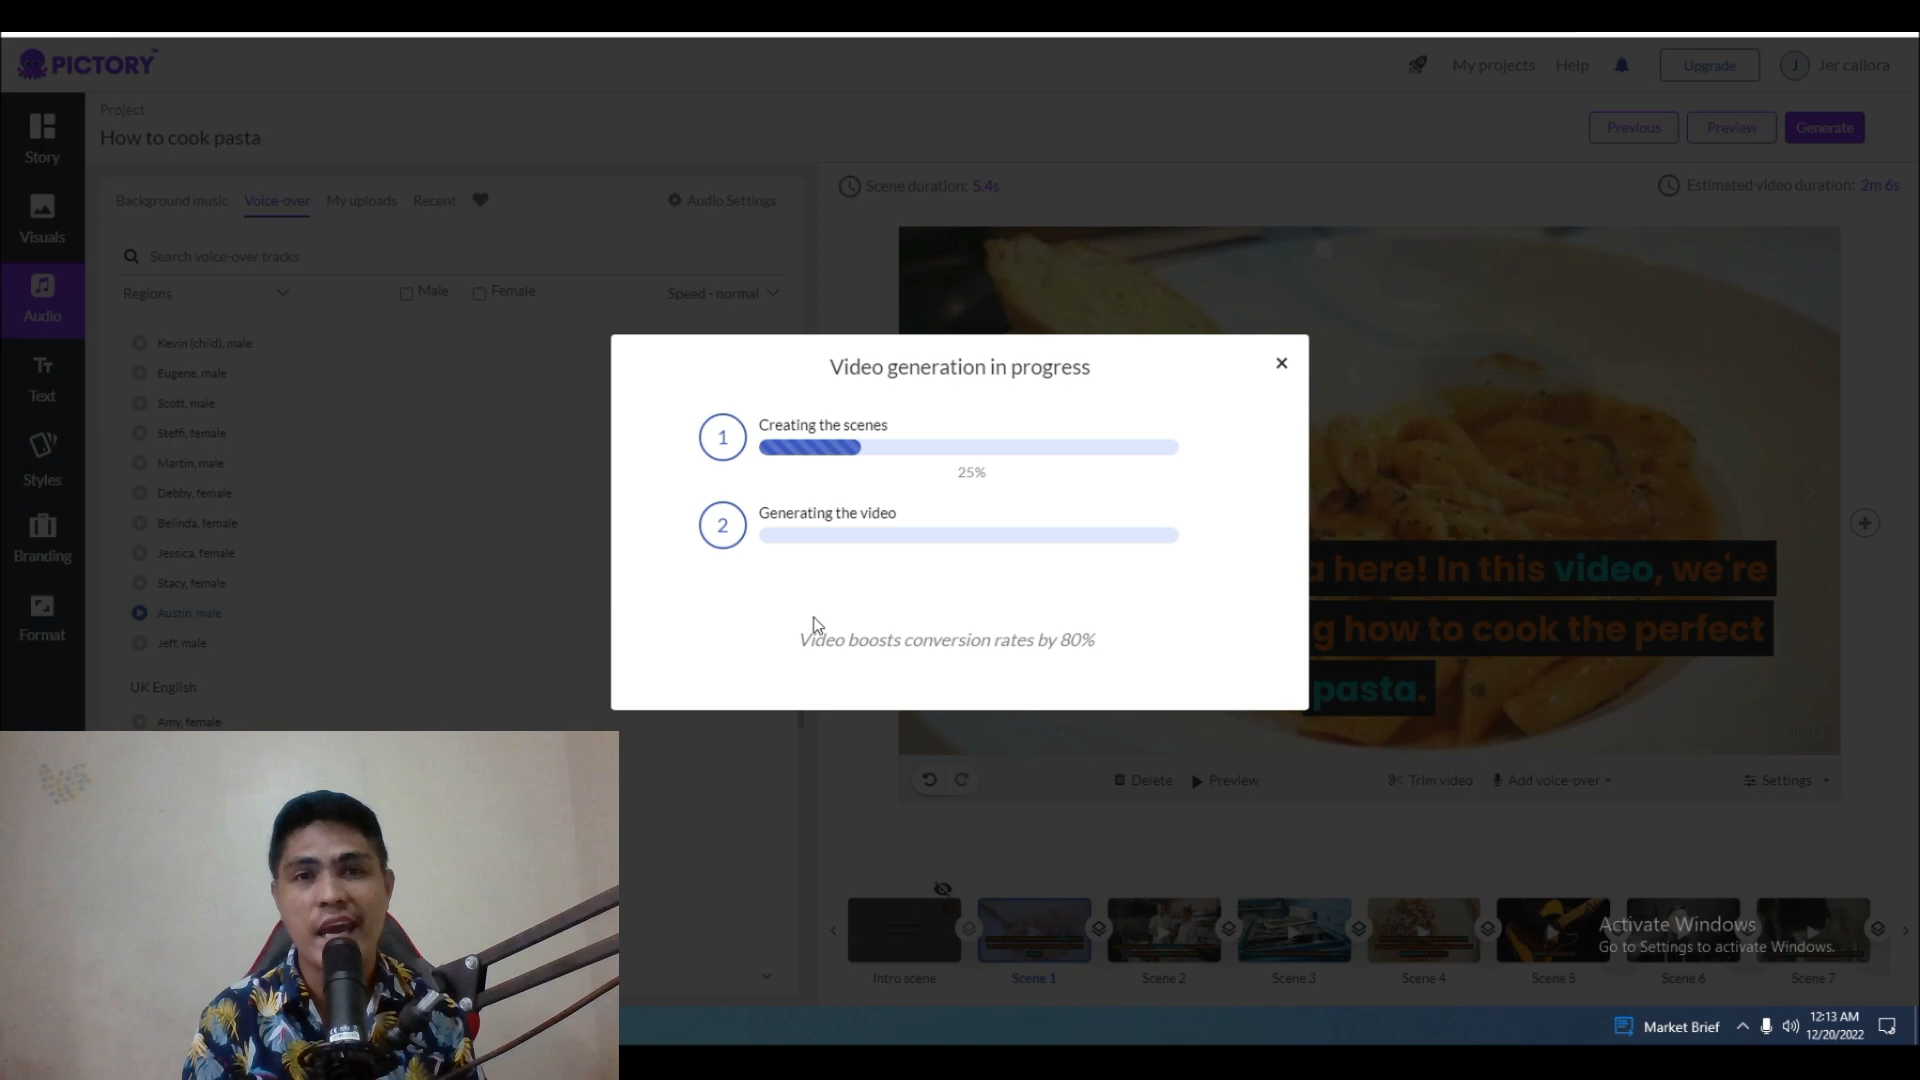 PICTORY™
My projects
Help
Upgrade
J
Jer callora
Project
How to cook pasta
Previous
Preview
Generate
Story
Visuals
Audio
Text
Styles
Branding
Format
Background music
Voice-over
My uploads
Recent
Audio Settings
Search voice-over tracks
Regions
Male
Female
Speed - normal
Kevin (child), male
Eugene, male
Scott, male
Steffi, female
Martin, male
Debby, female
Belinda, female
Jessica, female
Stacy, female
Austin, male
Jeff, male
UK English
Amy, female
Scene duration: 5.4s
Estimated video duration: 2m 6s
Video generation in progress
1
Creating the scenes
25%
2
Generating the video
Video boosts conversion rates by 80%
here! In this video, we're
g how to cook the perfect
pasta.
Delete
Preview
Trim video
Add voice-over
Settings
Intro scene
Scene 1
Scene 2
Scene 3
Scene 4
Scene 5
Scene 6
Scene 7
Activate Windows
Go to Settings to activate Windows.
Market Brief
12:13 AM
12/20/2022